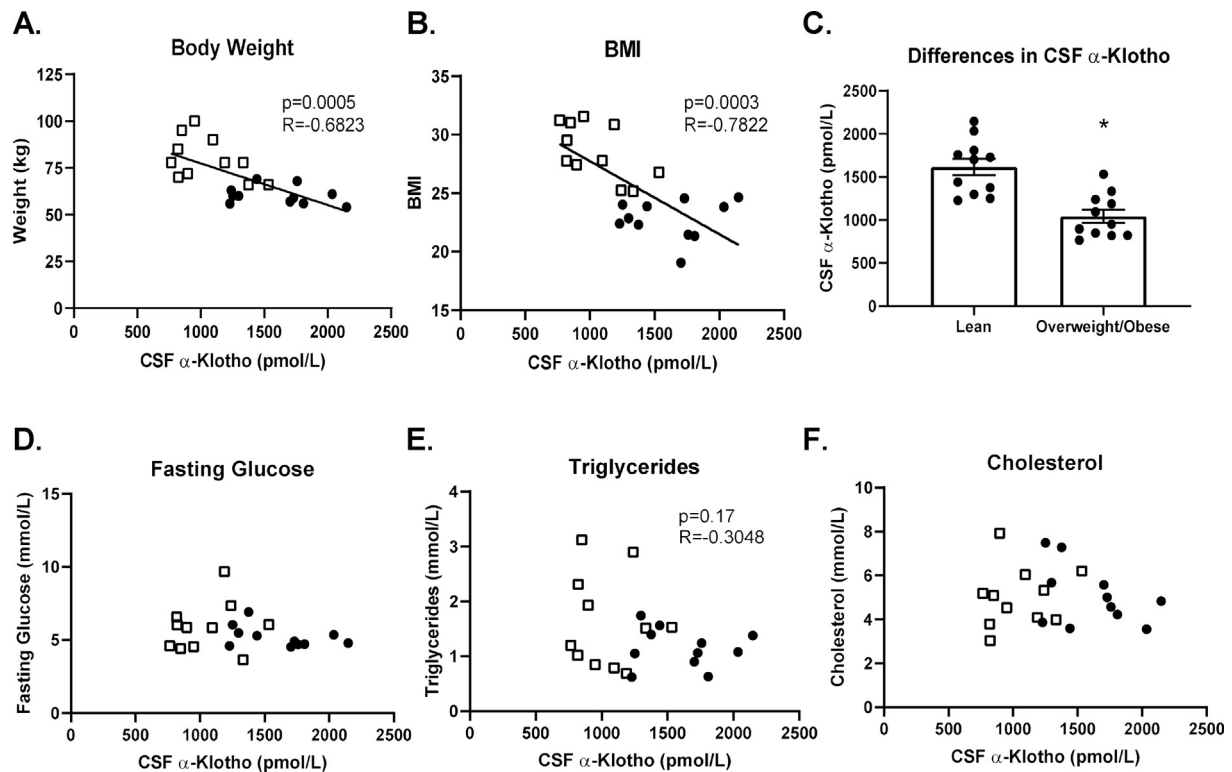 A.
Body Weight
p=0.0005
R=-0.6823
Weight (kg)
125
100
75
50
25
0
0 500 1000 1500 2000 2500
CSF α-Klotho (pmol/L)
B.
BMI
p=0.0003
R=-0.7822
BMI
35
30
25
20
15
0 500 1000 1500 2000 2500
CSF α-Klotho (pmol/L)
C.
Differences in CSF α-Klotho
CSF α-Klotho (pmol/L)
2500
2000
1500
1000
500
0
*
Lean Overweight/Obese
D.
Fasting Glucose
Fasting Glucose (mmol/L)
15
10
5
0
0 500 1000 1500 2000 2500
CSF α-Klotho (pmol/L)
E.
Triglycerides
p=0.17
R=-0.3048
Triglycerides (mmol/L)
4
3
2
1
0
0 500 1000 1500 2000 2500
CSF α-Klotho (pmol/L)
F.
Cholesterol
Cholesterol (mmol/L)
10
8
6
4
2
0
0 500 1000 1500 2000 2500
CSF α-Klotho (pmol/L)